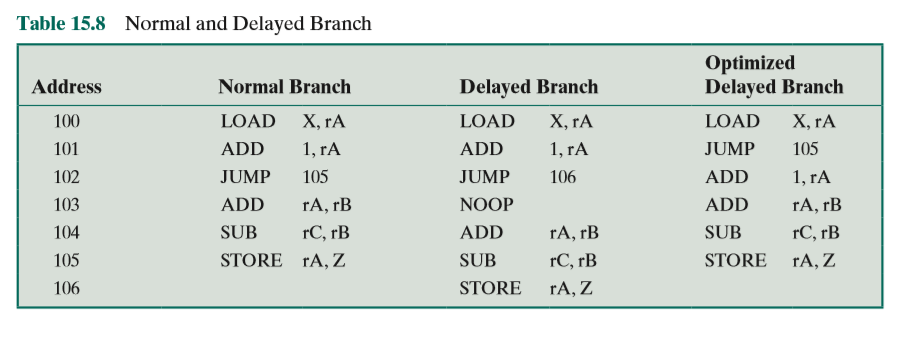 Table 15.8 Normal and Delayed Branch
Optimized
Address Normal Branch Delayed Branch Delayed Branch
100 LOAD X, rA LOAD X, rA LOAD X, rA
101 ADD 1, rA ADD 1, rA JUMP 105
102 JUMP 105 JUMP 106 ADD 1, rA
103 ADD rA, rB NOOP ADD rA, rB
104 SUB rC, rB ADD rA, rB SUB rC, rB
105 STORE rA, Z SUB rC, rB STORE rA, Z
106 STORE rA, Z